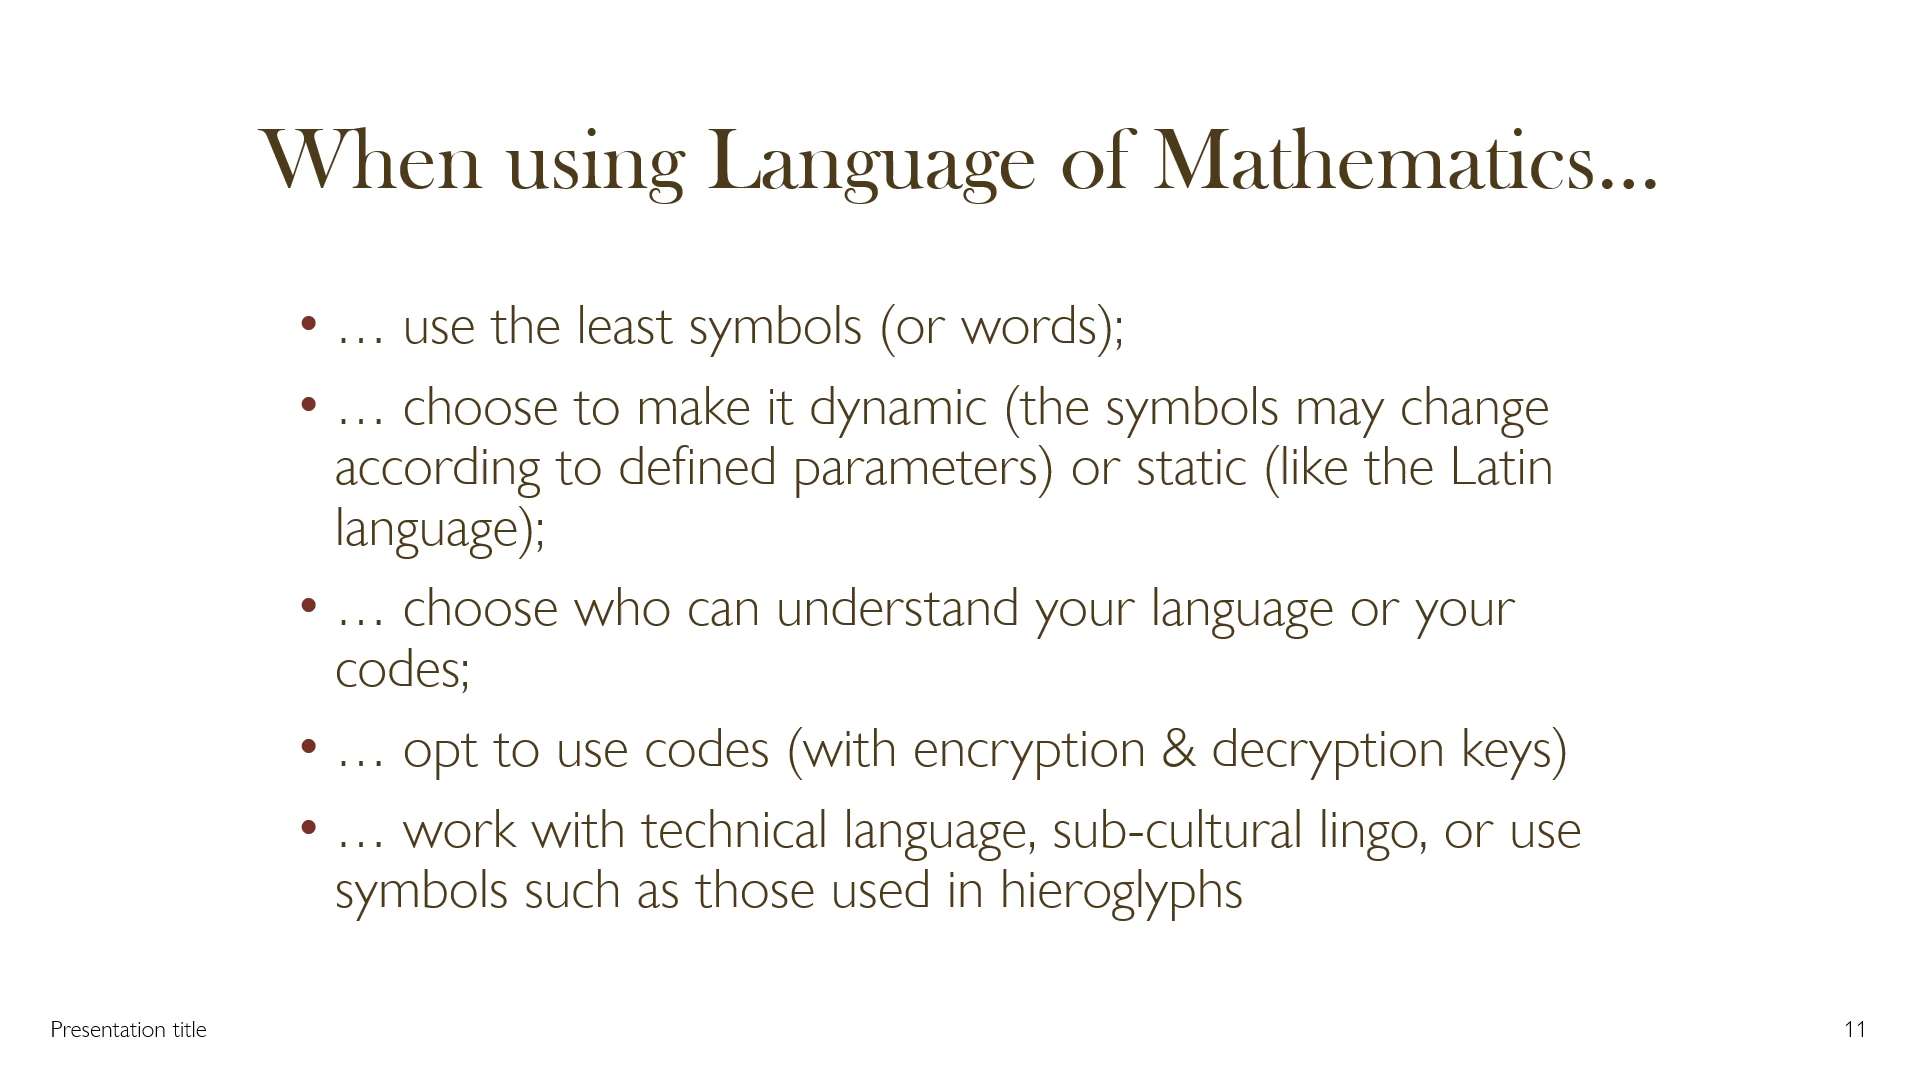 When using Language of Mathematics...
• … use the least symbols (or words);
• … choose to make it dynamic (the symbols may change
according to defined parameters) or static (like the Latin
language);
• … choose who can understand your language or your
codes;
• … opt to use codes (with encryption & decryption keys)
• … work with technical language, sub-cultural lingo, or use
symbols such as those used in hieroglyphs
Presentation title
11